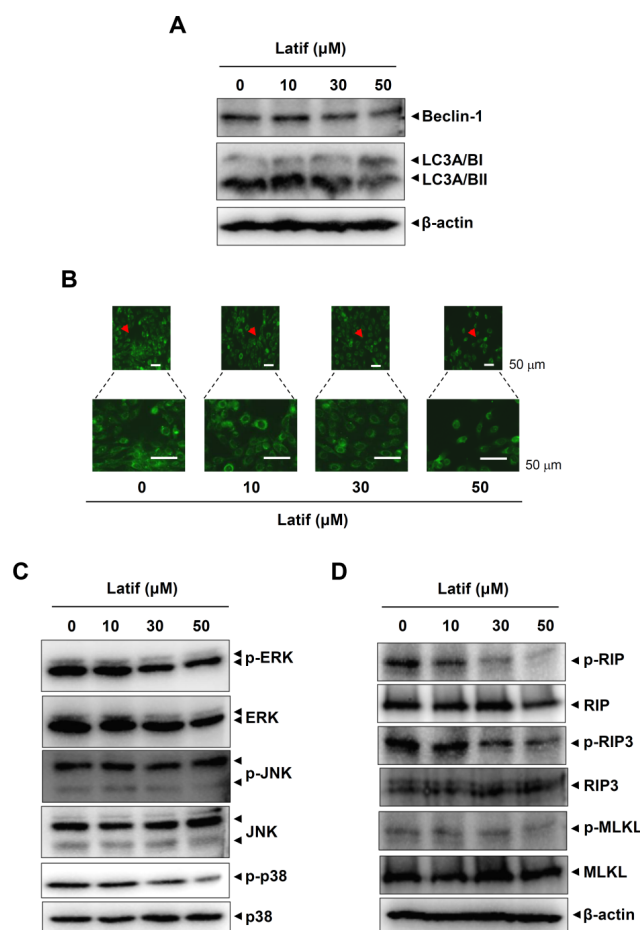 A
Latif (µM)
0 10 30 50
Beclin-1
LC3A/BI
LC3A/BII
β-actin
B
50 µm
50 µm
0 10 30 50
Latif (µM)
C
Latif (µM)
0 10 30 50
p-ERK
ERK
p-JNK
JNK
p-p38
p38
D
Latif (µM)
0 10 30 50
p-RIP
RIP
p-RIP3
RIP3
p-MLKL
MLKL
β-actin